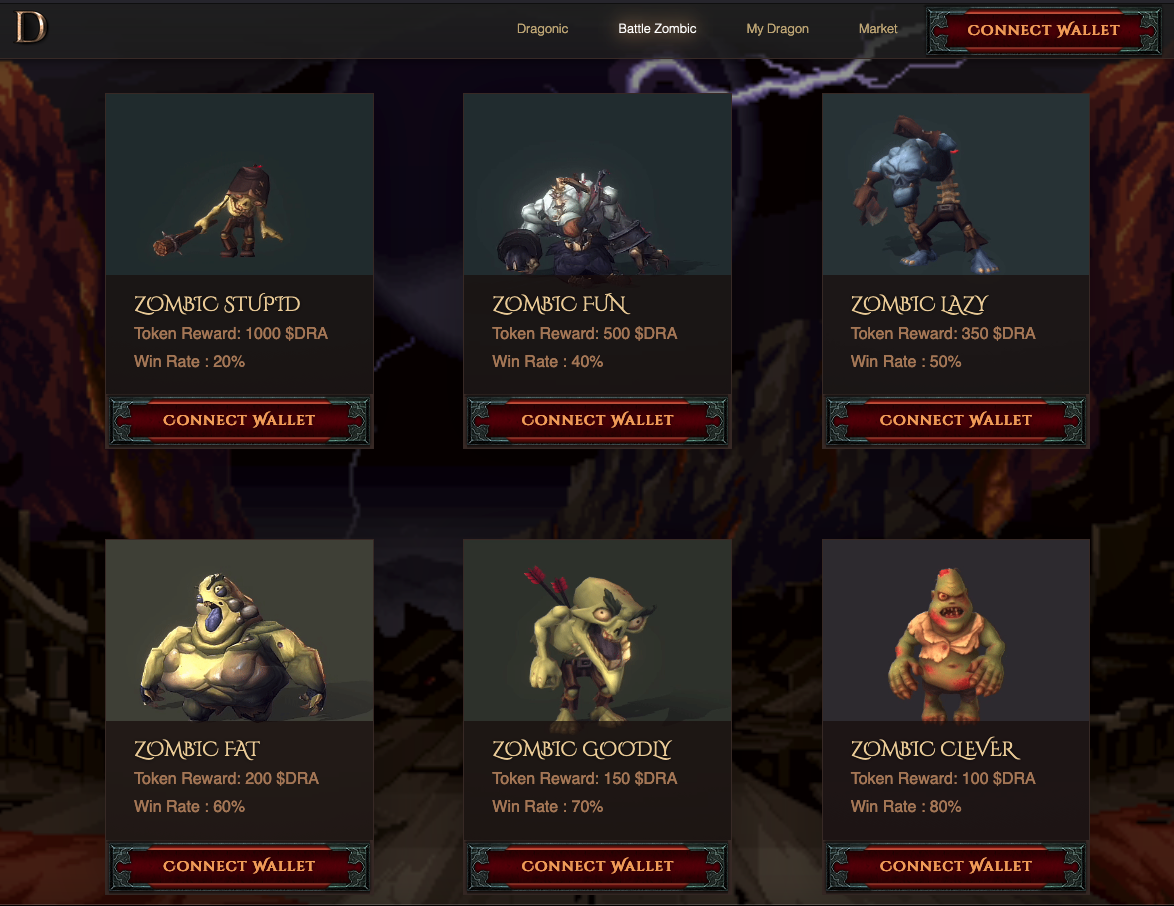 D
Dragonic
Battle Zombic
My Dragon
Market
CONNECT WALLET
ZOMBIC STUPID
Token Reward: 1000 $DRA
Win Rate : 20%
CONNECT WALLET
ZOMBIC FUN
Token Reward: 500 $DRA
Win Rate : 40%
CONNECT WALLET
ZOMBIC LAZY
Token Reward: 350 $DRA
Win Rate : 50%
CONNECT WALLET
ZOMBIC FAT
Token Reward: 200 $DRA
Win Rate : 60%
CONNECT WALLET
ZOMBIC GOODLY
Token Reward: 150 $DRA
Win Rate : 70%
CONNECT WALLET
ZOMBIC CLEVER
Token Reward: 100 $DRA
Win Rate : 80%
CONNECT WALLET